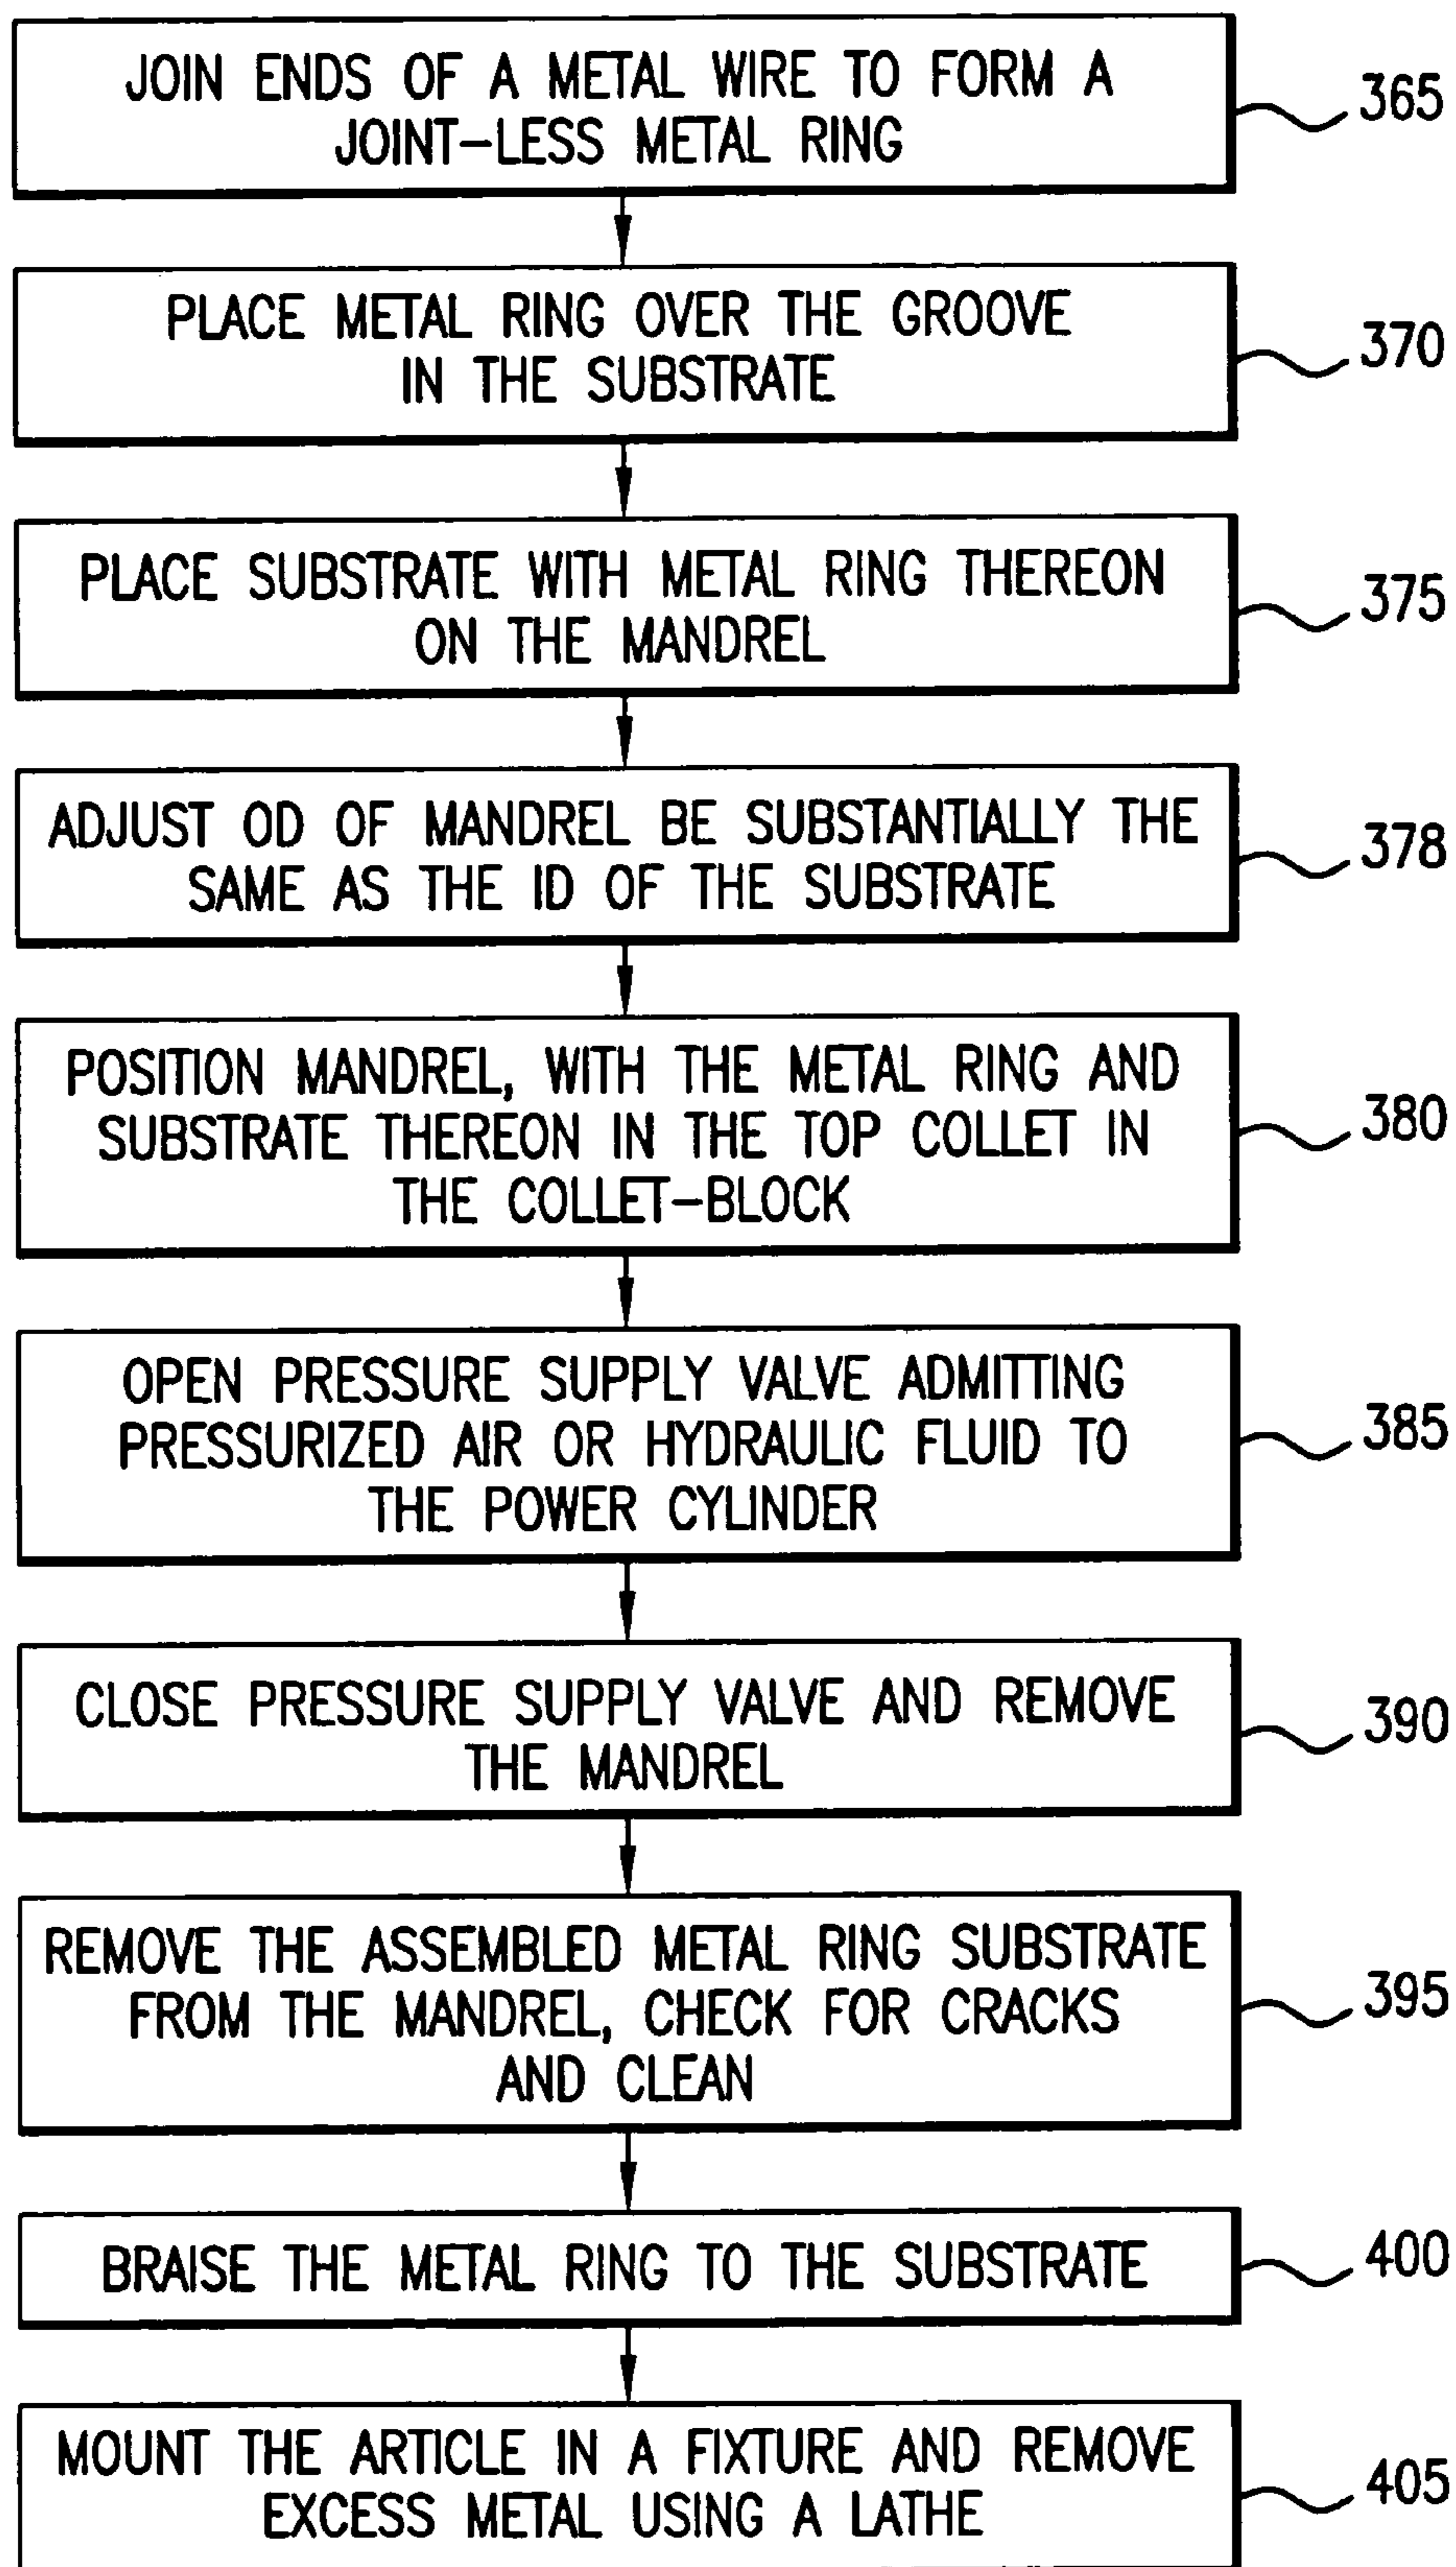 JOIN ENDS OF A METAL WIRE TO FORM A
JOINT-LESS METAL RING
365
PLACE METAL RING OVER THE GROOVE
IN THE SUBSTRATE
370
PLACE SUBSTRATE WITH METAL RING THEREON
ON THE MANDREL
375
ADJUST OD OF MANDREL BE SUBSTANTIALLY THE
SAME AS THE ID OF THE SUBSTRATE
378
POSITION MANDREL, WITH THE METAL RING AND
SUBSTRATE THEREON IN THE TOP COLLET IN
THE COLLET-BLOCK
380
OPEN PRESSURE SUPPLY VALVE ADMITTING
PRESSURIZED AIR OR HYDRAULIC FLUID TO
THE POWER CYLINDER
385
CLOSE PRESSURE SUPPLY VALVE AND REMOVE
THE MANDREL
390
REMOVE THE ASSEMBLED METAL RING SUBSTRATE
FROM THE MANDREL, CHECK FOR CRACKS
AND CLEAN
395
BRAISE THE METAL RING TO THE SUBSTRATE
400
MOUNT THE ARTICLE IN A FIXTURE AND REMOVE
EXCESS METAL USING A LATHE
405